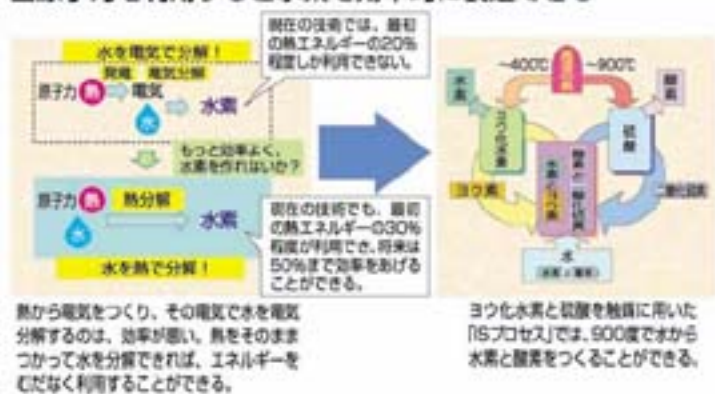 現在の技術では、最初
の熱エネルギーの20%
程度しか利用できない。
水を電気で分解！
発電 電気分解
原子力 熱 電気
水
水素
もっと効率よく、
水素を作れないか？
原子力 熱 熱分解
水
水素
水を熱で分解！
現在の技術でも、最初
の熱エネルギーの30%
程度が利用でき、将来は
50%まで効率をあげる
ことができる。
熱から電気をつくり、その電気で水を電気
分解するのは、効率が悪い。熱をそのまま
つかって水を分解できれば、エネルギーを
むだなく利用することができる。
~400℃
~900℃
水素
酸素
ヨウ化水素
硫酸
ヨウ素
二酸化硫黄
水
ヨウ化水素と硫酸を触媒に用いた
「ISプロセス」では、900度で水から
水素と酸素をつくることができる。